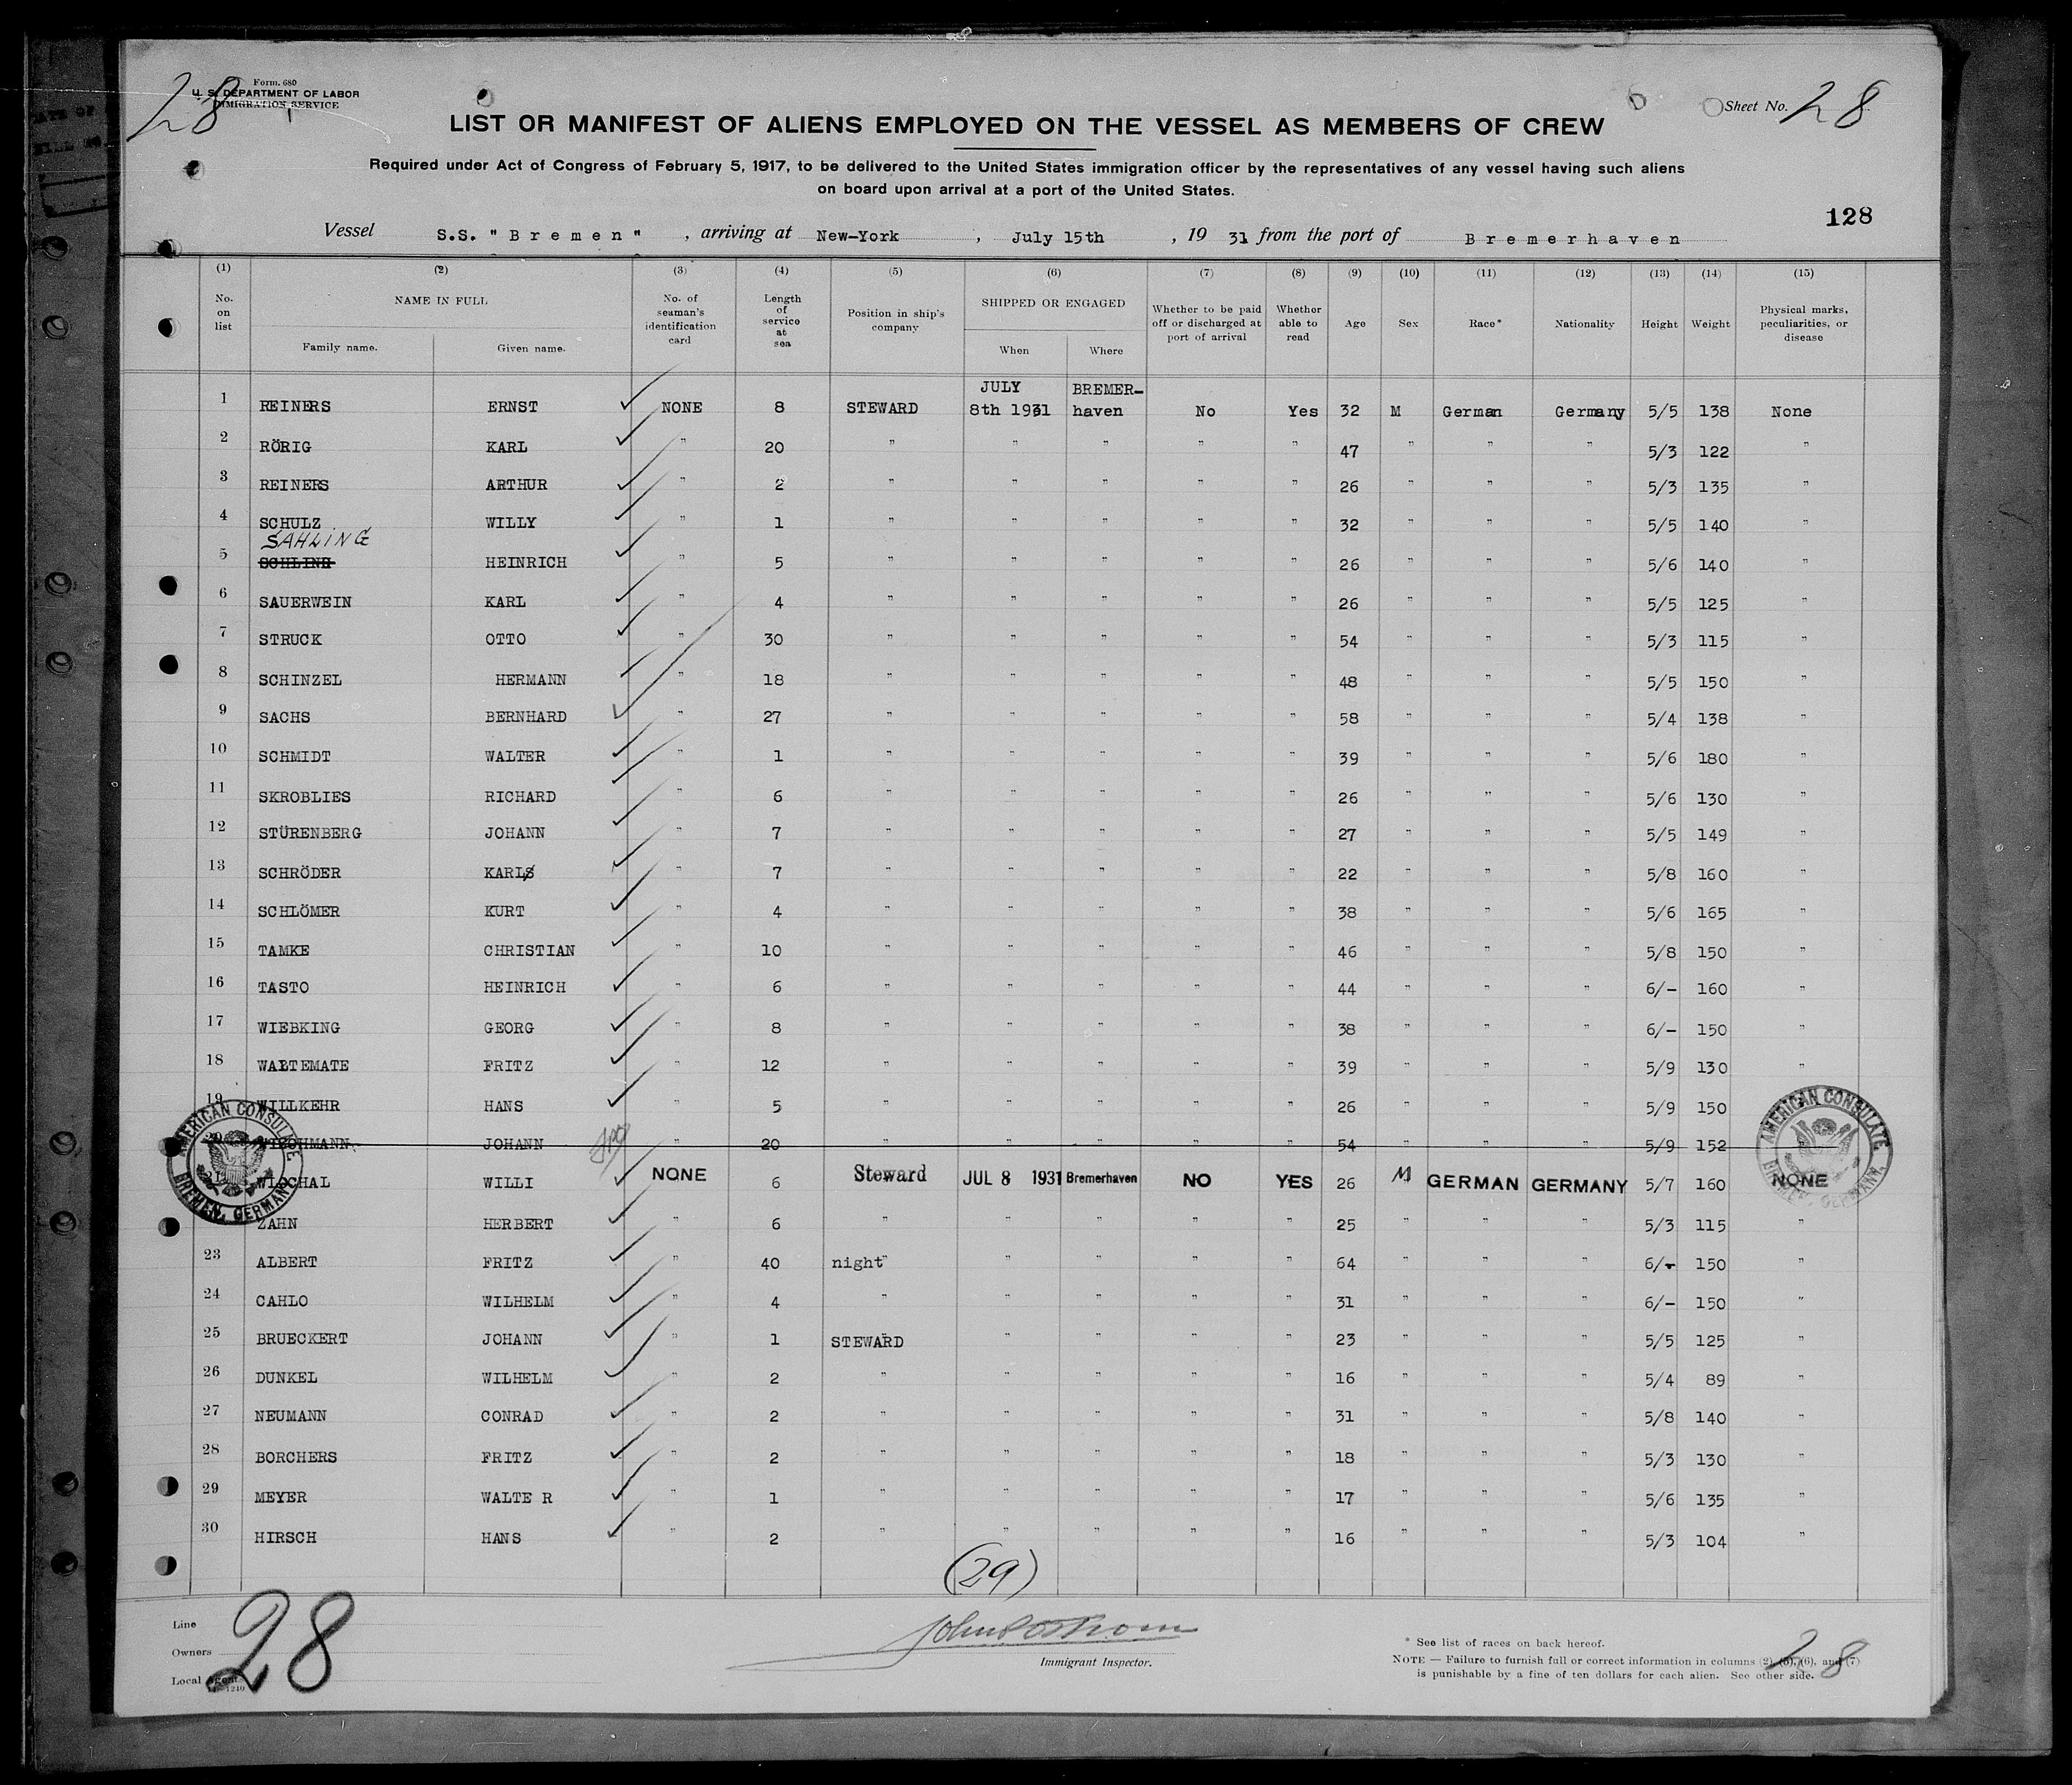 Form. 680
U. S. DEPARTMENT OF LABOR
IMMIGRATION SERVICE
28
Sheet No. 28
LIST OR MANIFEST OF ALIENS EMPLOYED ON THE VESSEL AS MEMBERS OF CREW
Required under Act of Congress of February 5, 1917, to be delivered to the United States immigration officer by the representatives of any vessel having such aliens
on board upon arrival at a port of the United States.
128
Vessel S.S. "Bremen", arriving at New-York, July 15th, 19 31 from the port of Bremerhaven
(1) (2) (3) (4) (5) (6) (7) (8) (9) (10) (11) (12) (13) (14) (15)
No. on list NAME IN FULL Family name. Given name. No. of seaman's identification card Length of service at sea Position in ship's company SHIPPED OR ENGAGED When Where Whether to be paid off or discharged at port of arrival Whether able to read Age Sex Race* Nationality Height Weight Physical marks, peculiarities, or disease
1 REINERS ERNST NONE 8 STEWARD JULY 8th 1931 BREMER-haven No Yes 32 M German Germany 5/5 138 None
2 RÖRIG KARL " 20 " " " " " 47 " " " 5/3 122 "
3 REINERS ARTHUR " 2 " " " " " 26 " " " 5/3 135 "
4 SCHULZ WILLY " 1 " " " " " 32 " " " 5/5 140 "
SAHLING
5 SCHLING HEINRICH " 5 " " " " " 26 " " " 5/6 140 "
6 SAUERWEIN KARL " 4 " " " " " 26 " " " 5/5 125 "
7 STRUCK OTTO " 30 " " " " " 54 " " " 5/3 115 "
8 SCHINZEL HERMANN " 18 " " " " " 48 " " " 5/5 150 "
9 SACHS BERNHARD " 27 " " " " " 58 " " " 5/4 138 "
10 SCHMIDT WALTER " 1 " " " " " 39 " " " 5/6 180 "
11 SKROBLIES RICHARD " 6 " " " " " 26 " " " 5/6 130 "
12 STÜRENBERG JOHANN " 7 " " " " " 27 " " " 5/5 149 "
13 SCHRÖDER KARL " 7 " " " " " 22 " " " 5/8 160 "
14 SCHLÖMER KURT " 4 " " " " " 38 " " " 5/6 165 "
15 TAMKE CHRISTIAN " 10 " " " " " 46 " " " 5/8 150 "
16 TASTO HEINRICH " 6 " " " " " 44 " " " 6/- 160 "
17 WIEBKING GEORG " 8 " " " " " 38 " " " 6/- 150 "
18 WALTEMATE FRITZ " 12 " " " " " 39 " " " 5/9 130 "
19 WILLKEHR HANS " 5 " " " " " 26 " " " 5/9 150 "
20 JOHANN " 20 " " " " " 54 " " " 5/9 152 "
21 WLOCHAL WILLI NONE 6 Steward JUL 8 1931 Bremerhaven NO YES 26 M GERMAN GERMANY 5/7 160 NONE
ZAHN HERBERT " 6 " " " " " 25 " " " 5/3 115 "
23 ALBERT FRITZ " 40 night" " " " " 64 " " " 6/- 150 "
24 CAHLO WILHELM " 4 " " " " " 31 " " " 6/- 150 "
25 BRUECKERT JOHANN " 1 STEWARD " " " " 23 " " " 5/5 125 "
26 DUNKEL WILHELM " 2 " " " " " 16 " " " 5/4 89 "
27 NEUMANN CONRAD " 2 " " " " " 31 " " " 5/8 140 "
28 BORCHERS FRITZ " 2 " " " " " 18 " " " 5/3 130 "
29 MEYER WALTE R " 1 " " " " " 17 " " " 5/6 135 "
30 HIRSCH HANS " 2 " " " " " 16 " " " 5/3 104 "
AMERICAN CONSULATE BREMEN, GERMANY
AMERICAN CONSULATE BREMEN, GERMANY
(29)
Line
Owners
Local Agent
28
Immigrant Inspector.
* See list of races on back hereof.
NOTE — Failure to furnish full or correct information in columns (2), (5), (6), and (7)
is punishable by a fine of ten dollars for each alien. See other side.
28